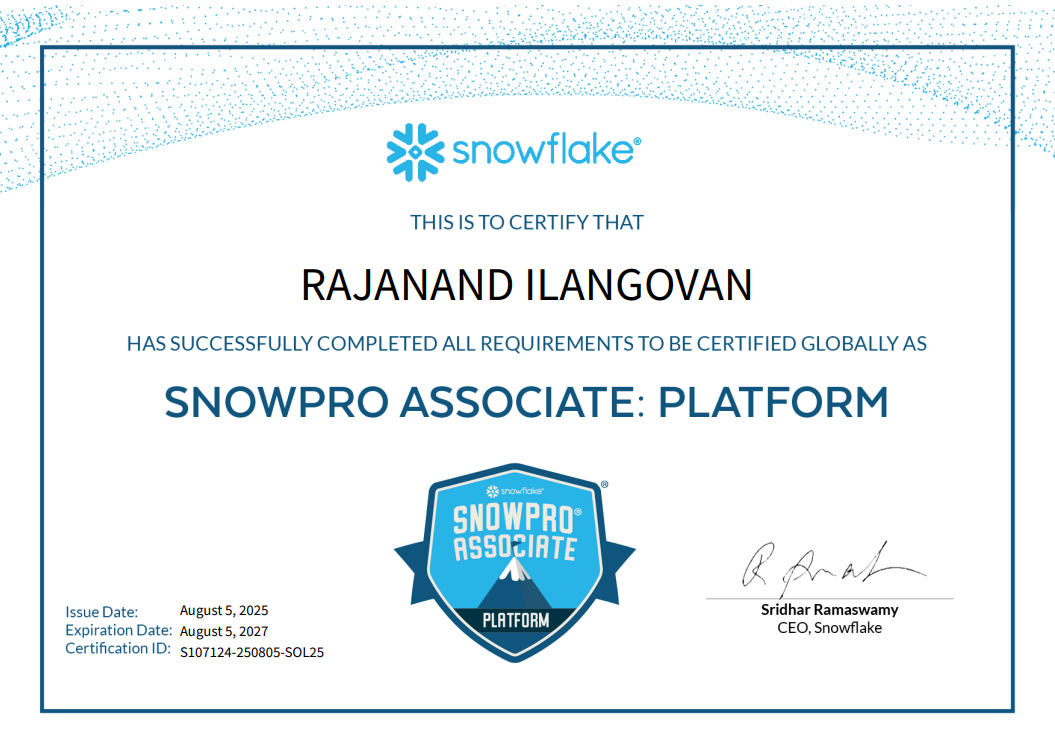 snowflake®
THIS IS TO CERTIFY THAT
RAJANAND ILANGOVAN
HAS SUCCESSFULLY COMPLETED ALL REQUIREMENTS TO BE CERTIFIED GLOBALLY AS
SNOWPRO ASSOCIATE: PLATFORM
snowflake®
SNOWPRO®
ASSOCIATE
PLATFORM
®
Issue Date: August 5, 2025
Expiration Date: August 5, 2027
Certification ID: S107124-250805-SOL25
Sridhar Ramaswamy
CEO, Snowflake